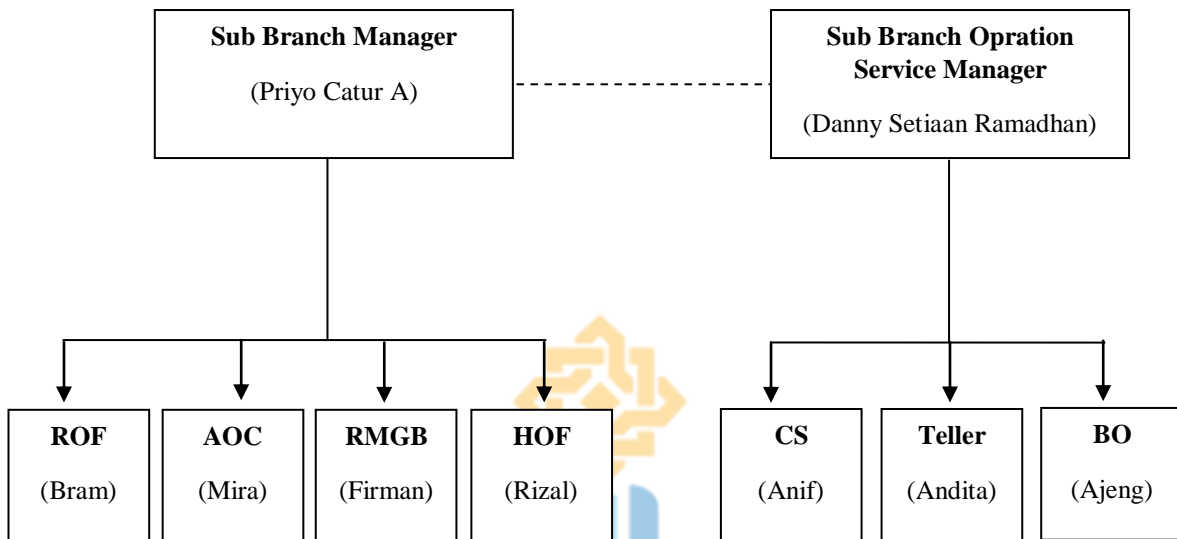 Sub Branch Manager
(Priyo Catur A)
Sub Branch Opration
Service Manager
(Danny Setiaan Ramadhan)
ROF
(Bram)
AOC
(Mira)
RMGB
(Firman)
HOF
(Rizal)
CS
(Anif)
Teller
(Andita)
BO
(Ajeng)